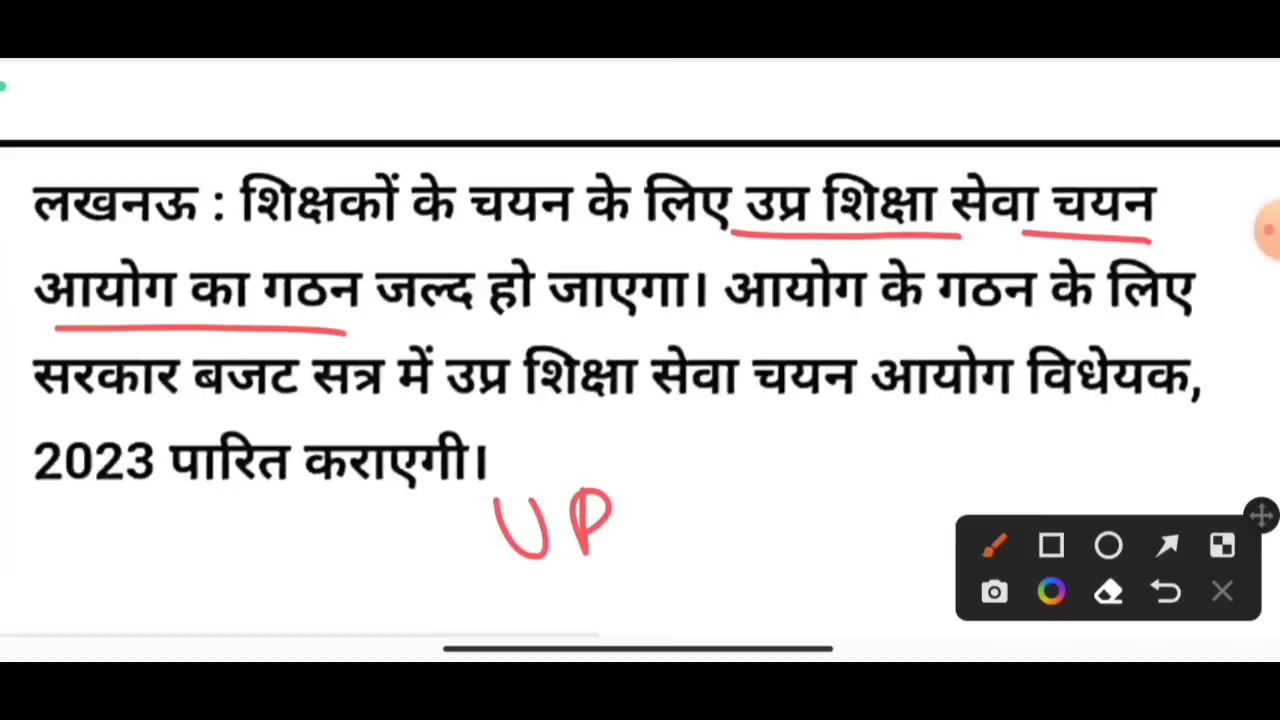 लखनऊ : शिक्षकों के चयन के लिए उप्र शिक्षा सेवा चयन
आयोग का गठन जल्द हो जाएगा। आयोग के गठन के लिए
सरकार बजट सत्र में उप्र शिक्षा सेवा चयन आयोग विधेयक,
2023 पारित कराएगी।
UP